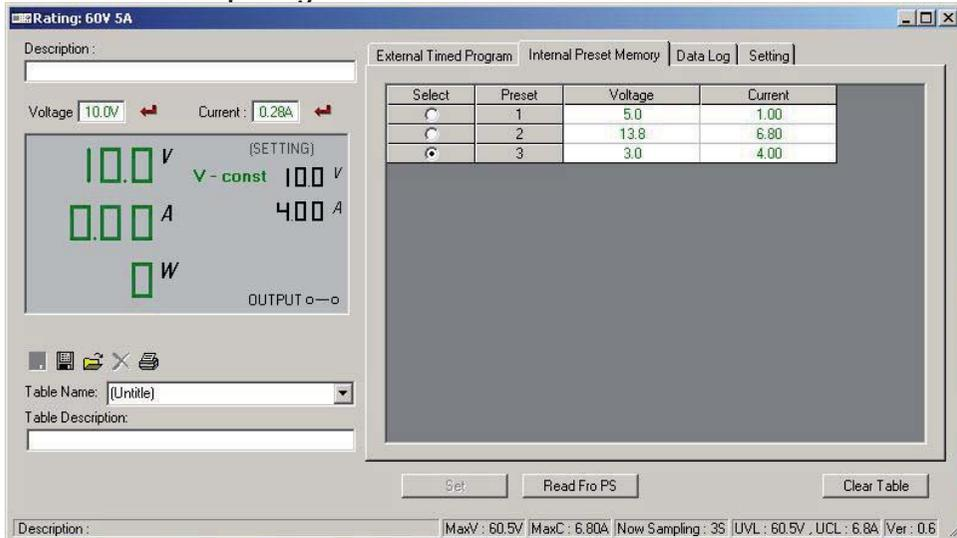 Rating: 60V 5A
Description :
Voltage 10.0V Current : 0.28A
10.0 V (SETTING)
V - const 10.0 V
0.00 A 4.00 A
0 W
OUTPUT
Table Name: (Untitle)
Table Description:
External Timed Program Internal Preset Memory Data Log Setting
Select Preset Voltage Current
1 5.0 1.00
2 13.8 6.80
3 3.0 4.00
Set Read Fro PS Clear Table
Description : MaxV : 60.5V MaxC : 6.80A Now Sampling : 3S UVL : 60.5V , UCL : 6.8A Ver : 0.6